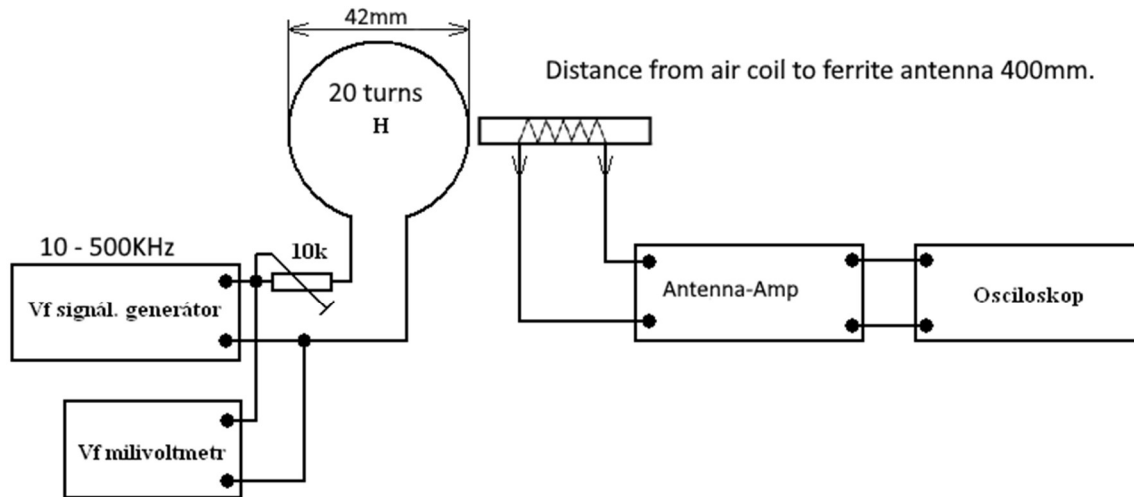 42mm
Distance from air coil to ferrite antenna 400mm.
20 turns
H
10 - 500KHz
10k
Vf signál. generátor
Antenna-Amp
Osciloskop
Vf milivoltmetr